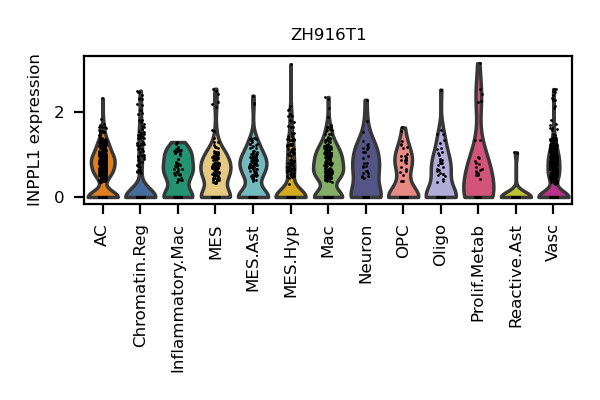 ZH916T1
INPPL1 expression
2
0
AC
Chromatin.Reg
Inflammatory.Mac
MES
MES.Ast
MES.Hyp
Mac
Neuron
OPC
Oligo
Prolif.Metab
Reactive.Ast
Vasc